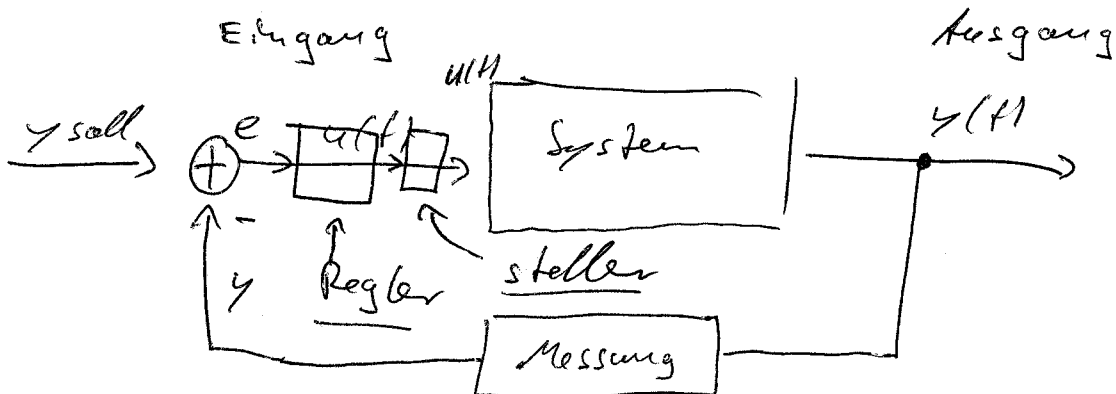 Eingang
Ausgang
u(t)
y soll
e
u(t)
System
y(t)
+
-
y
Regler
steller
Messung